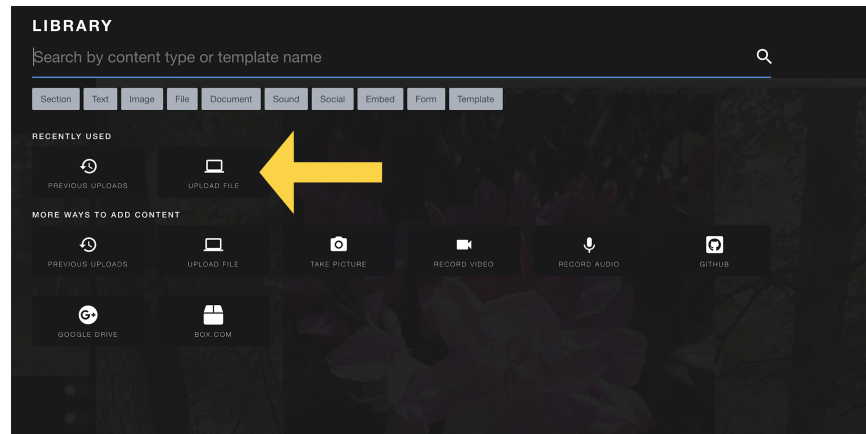 LIBRARY
Search by content type or template name
Section Text Image File Document Sound Social Embed Form Template
RECENTLY USED
PREVIOUS UPLOADS UPLOAD FILE
MORE WAYS TO ADD CONTENT
PREVIOUS UPLOADS UPLOAD FILE TAKE PICTURE RECORD VIDEO RECORD AUDIO GITHUB
G+
GOOGLE DRIVE BOX.COM